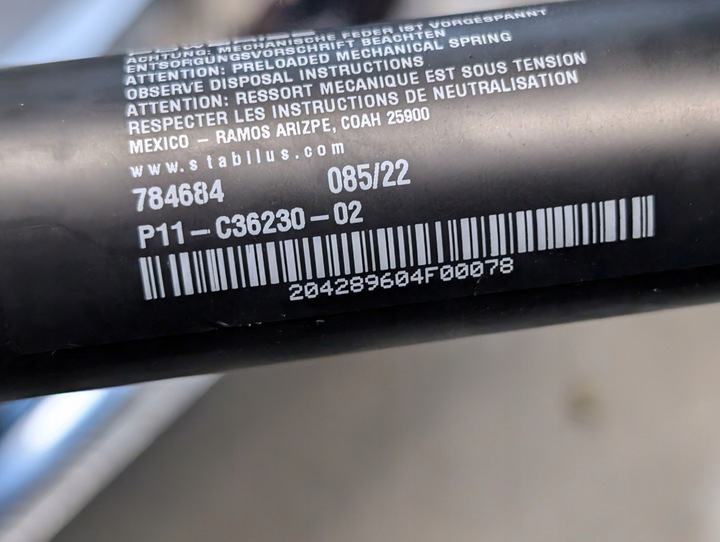 ACHTUNG: MECHANISCHE FEDER IST VORGESPANNT
ENTSORGUNGSVORSCHRIFT BEACHTEN
ATTENTION: PRELOADED MECHANICAL SPRING
OBSERVE DISPOSAL INSTRUCTIONS
ATTENTION: RESSORT MECANIQUE EST SOUS TENSION
RESPECTER LES INSTRUCTIONS DE NEUTRALISATION
MEXICO – RAMOS ARIZPE, COAH 25900
www.stabilus.com
784684 085/22
P11–C36230–02
204289604F00078